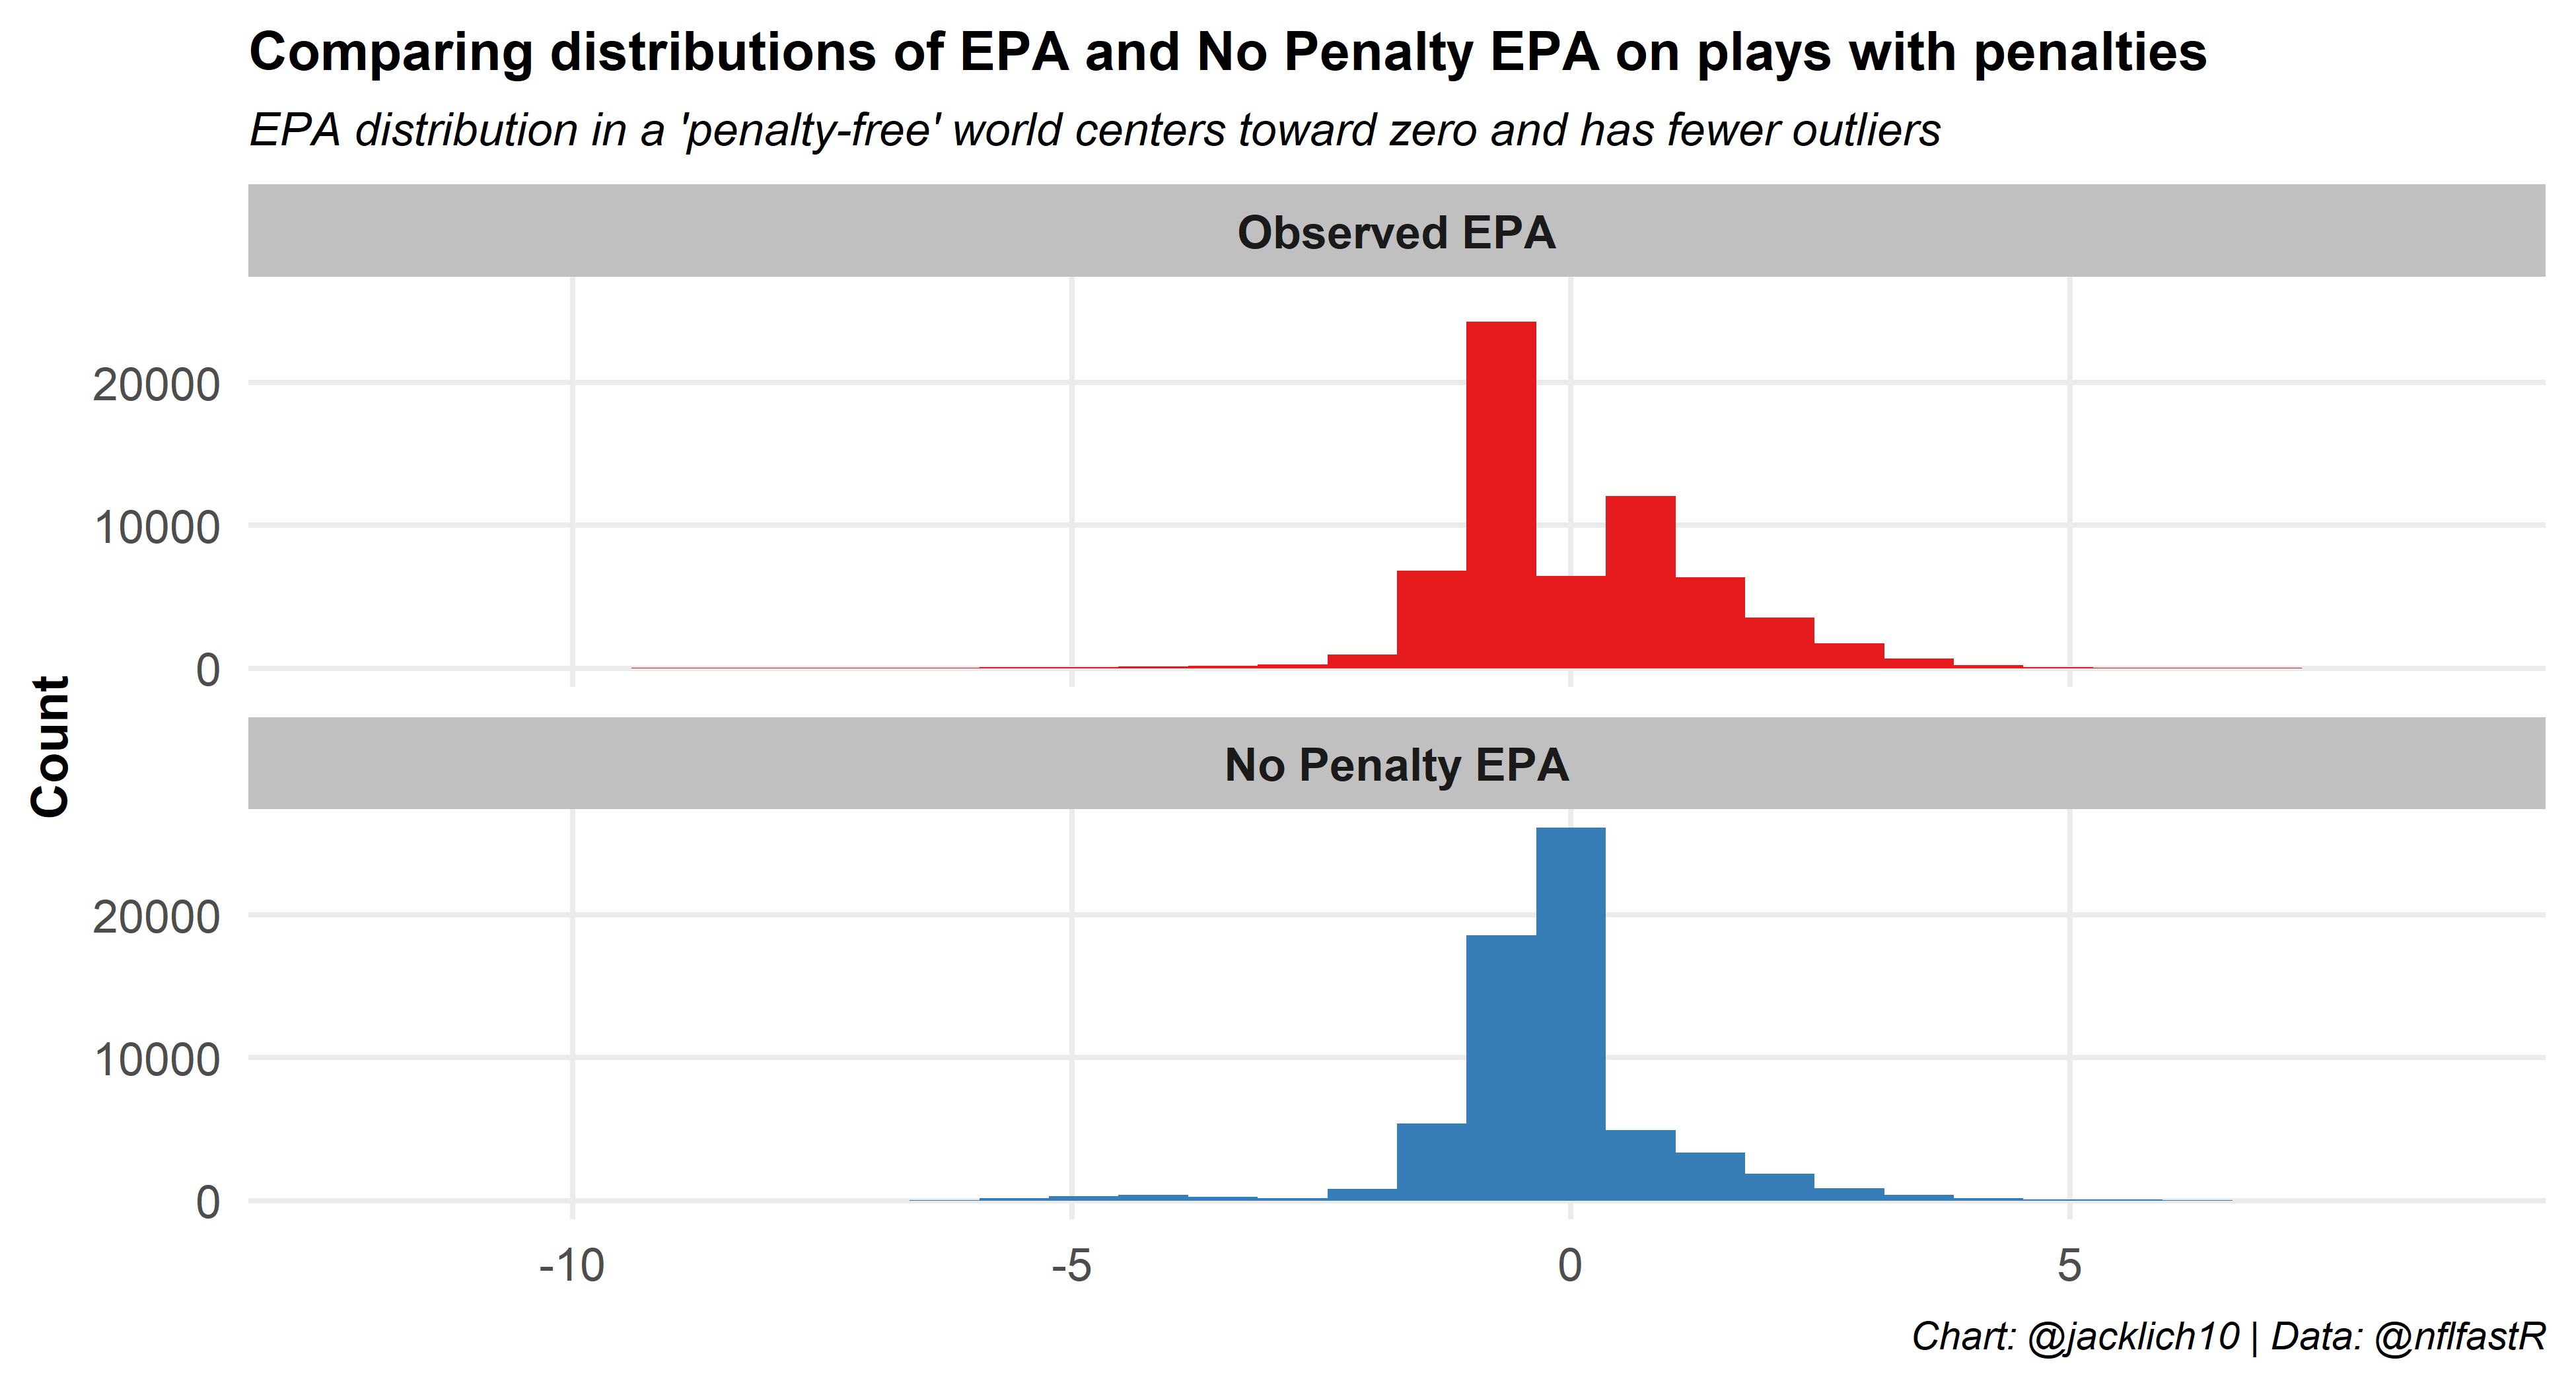 Comparing distributions of EPA and No Penalty EPA on plays with penalties
EPA distribution in a 'penalty-free' world centers toward zero and has fewer outliers
Observed EPA
20000
10000
0
Count
No Penalty EPA
20000
10000
0
-10 -5 0 5
Chart: @jacklich10 | Data: @nflfastR